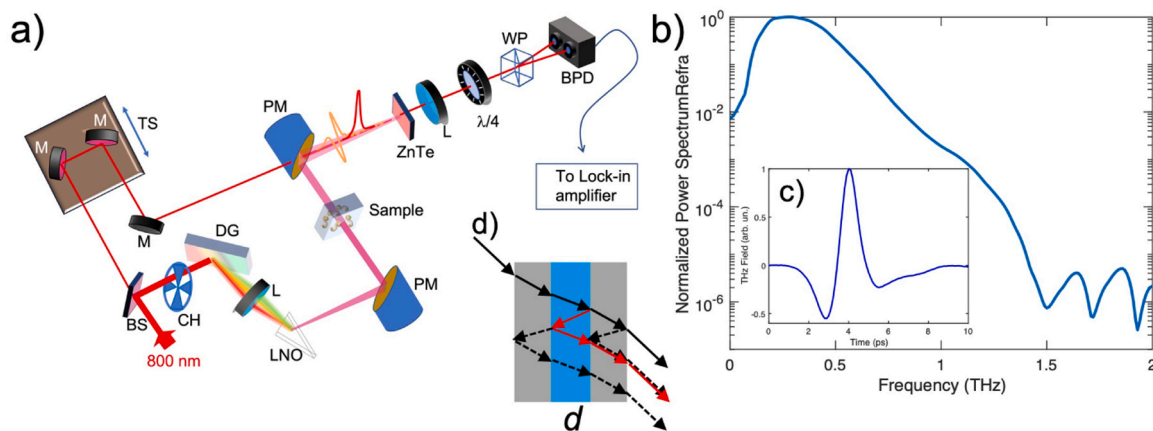 a)
WP
BPD
PM
L
λ/4
ZnTe
M
TS
M
To Lock-in
amplifier
Sample
M
DG
d)
L
PM
BS
CH
LNO
800 nm
d
b)
Normalized Power SpectrumRefra
10^0
10^-2
10^-4
10^-6
0
0.5
1.0
1.5
2
Frequency (THz)
c)
THz Field (arb. un.)
1
0.5
0
-0.5
0
2
4
6
8
10
Time (ps)